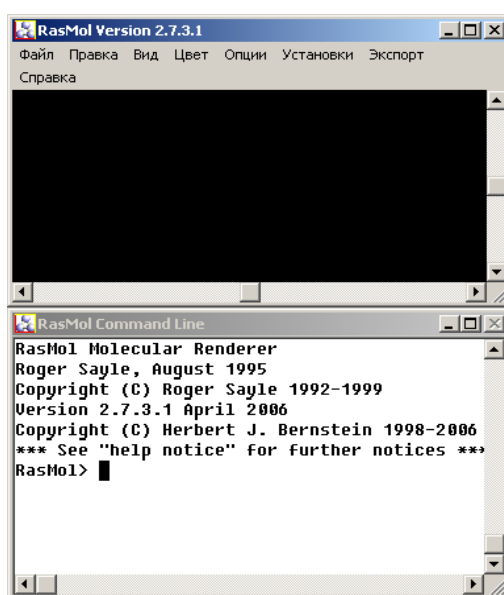 RasMol Version 2.7.3.1
Файл Правка Вид Цвет Опции Установки Экспорт
Справка
RasMol Command Line
RasMol Molecular Renderer
Roger Sayle, August 1995
Copyright (C) Roger Sayle 1992-1999
Version 2.7.3.1 April 2006
Copyright (C) Herbert J. Bernstein 1998-2006
*** See "help notice" for further notices ***
RasMol>